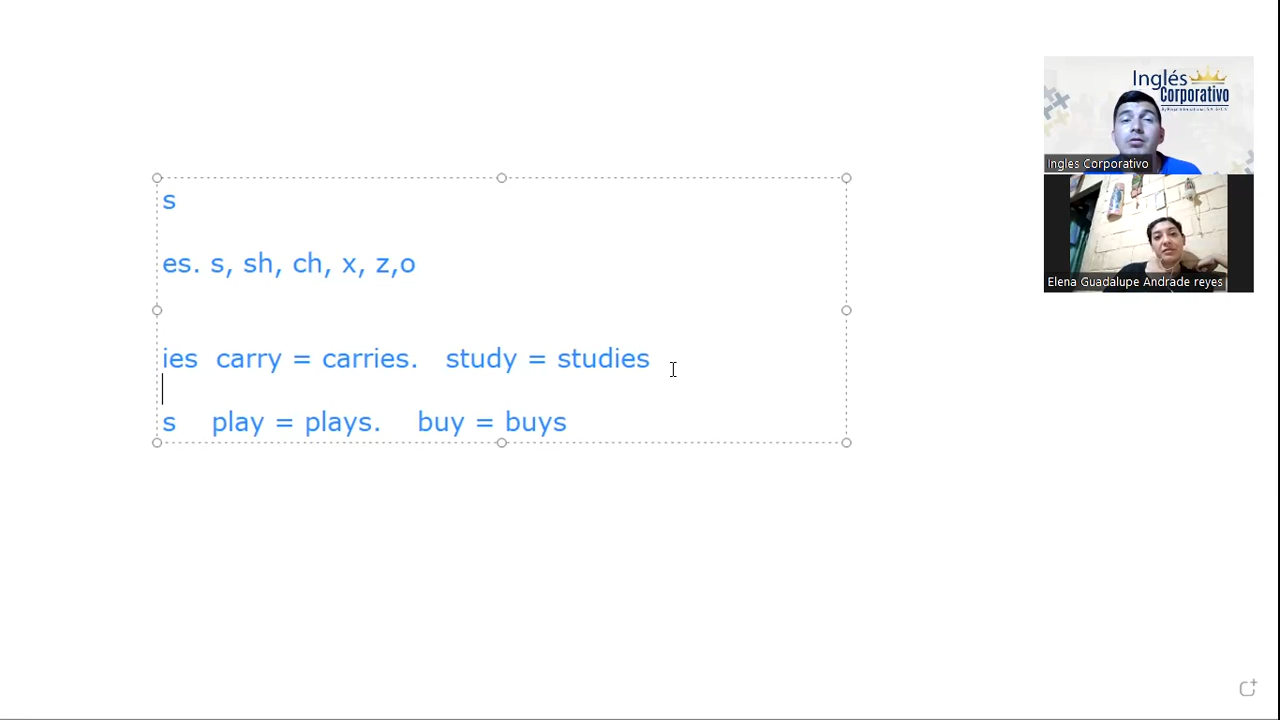 s
es. s, sh, ch, x, z,o
ies carry = carries. study = studies
s play = plays. buy = buys
Inglés
Corporativo
Ingles Corporativo
Elena Guadalupe Andrade reyes